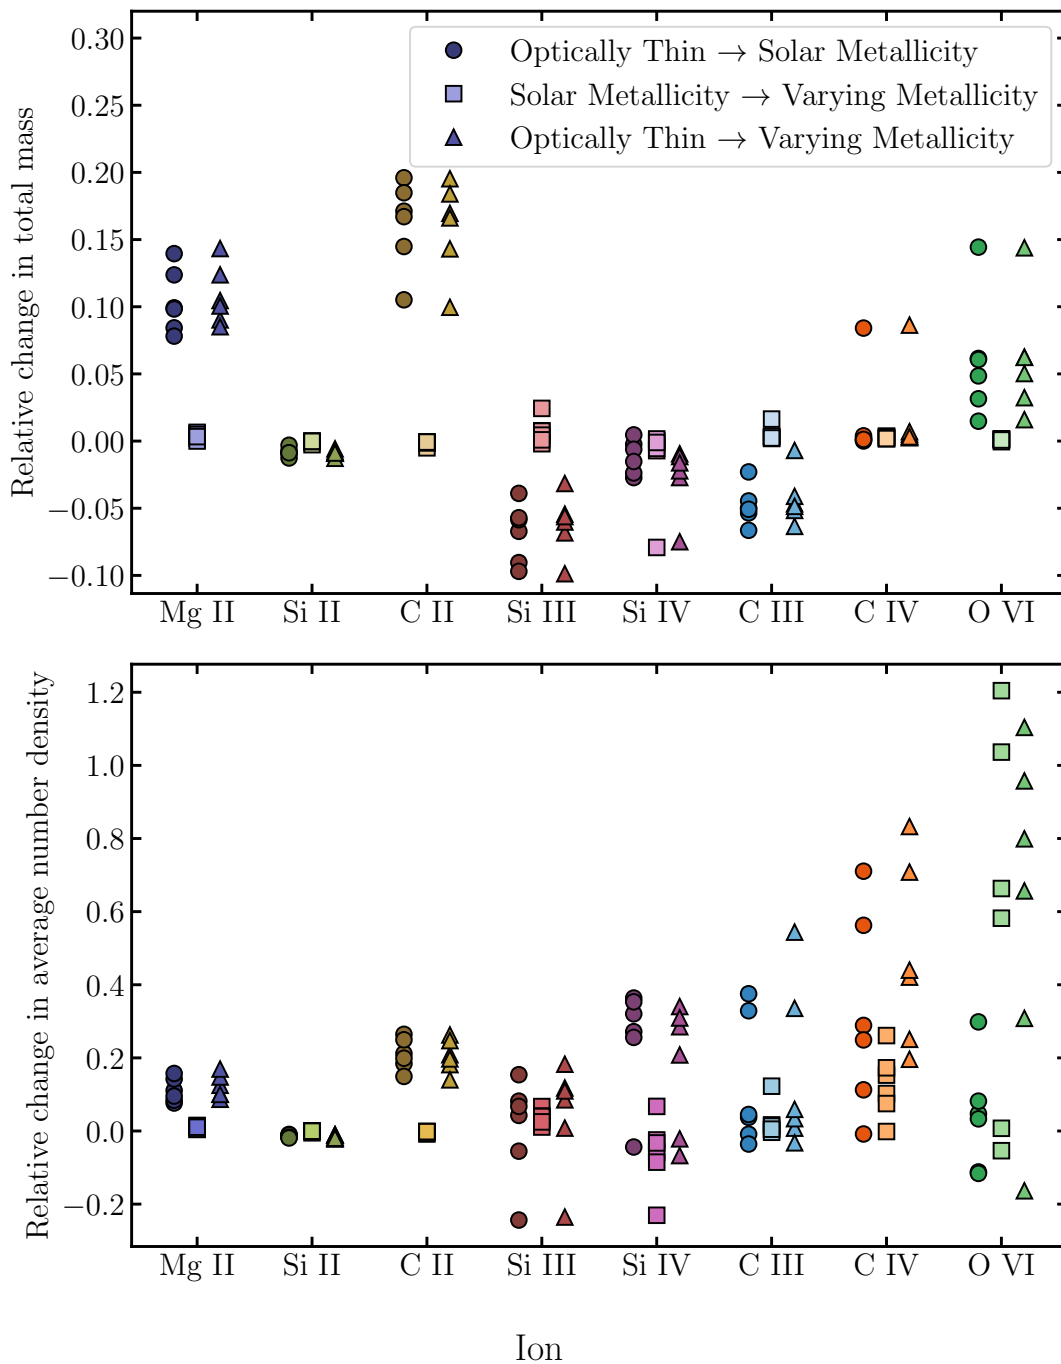 0.30
0.25
0.20
0.15
0.10
0.05
0.00
−0.05
−0.10
Relative change in total mass
Optically Thin → Solar Metallicity
Solar Metallicity → Varying Metallicity
Optically Thin → Varying Metallicity
Mg II Si II C II Si III Si IV C III C IV O VI
1.2
1.0
0.8
0.6
0.4
0.2
0.0
−0.2
Relative change in average number density
Mg II Si II C II Si III Si IV C III C IV O VI
Ion